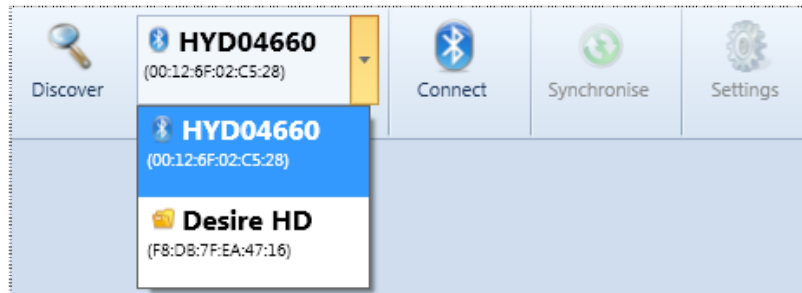 Discover
HYD04660
(00:12:6F:02:C5:28)
Connect
Synchronise
Settings
HYD04660
(00:12:6F:02:C5:28)
Desire HD
(F8:DB:7F:EA:47:16)